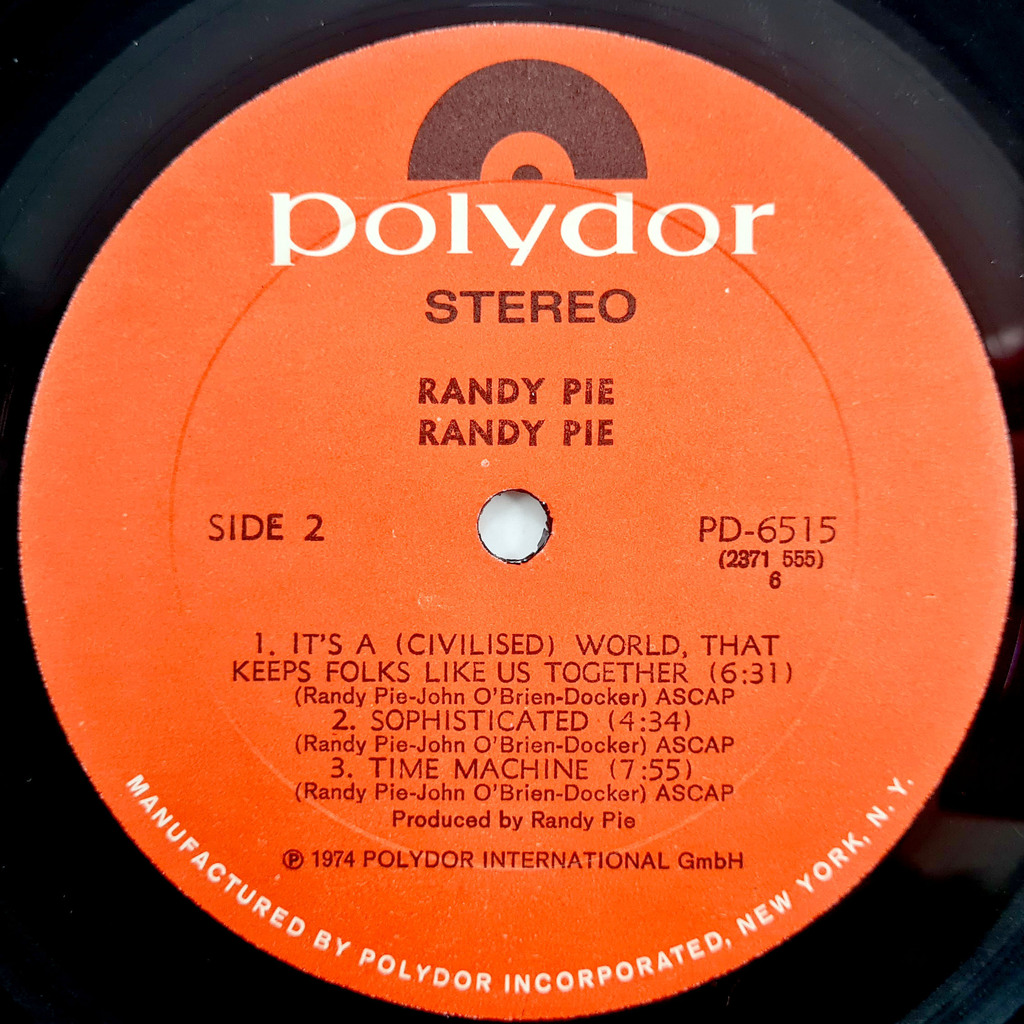 polydor
STEREO
RANDY PIE
RANDY PIE
SIDE 2
PD-6515
(2371 555)
6
1. IT'S A (CIVILISED) WORLD, THAT
KEEPS FOLKS LIKE US TOGETHER (6:31)
(Randy Pie-John O'Brien-Docker) ASCAP
2. SOPHISTICATED (4:34)
(Randy Pie-John O'Brien-Docker) ASCAP
3. TIME MACHINE (7:55)
(Randy Pie-John O'Brien-Docker) ASCAP
Produced by Randy Pie
℗ 1974 POLYDOR INTERNATIONAL GmbH
MANUFACTURED BY POLYDOR INCORPORATED, NEW YORK, N. Y.